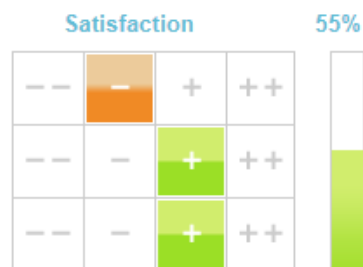 Satisfaction 55%
-- - + ++
-- - + ++
-- - + ++